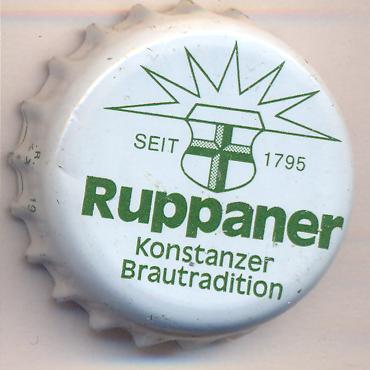 SEIT 1795
Ruppaner
Konstanzer
Brautradition